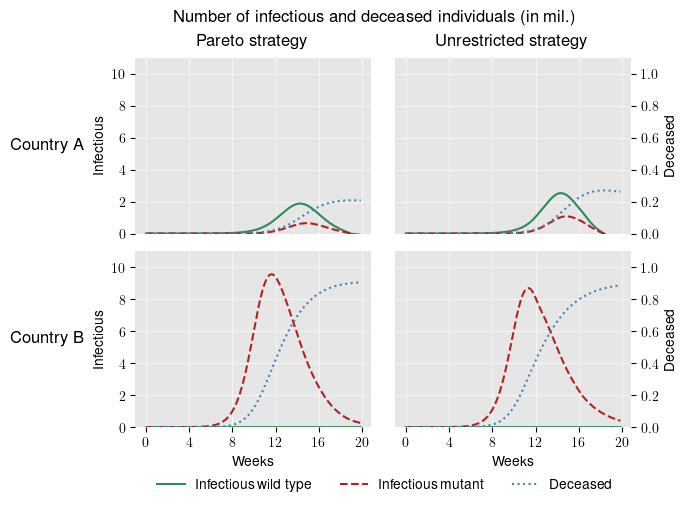 Number of infectious and deceased individuals (in mil.)
Pareto strategy
Unrestricted strategy
Country A
Infectious
10
8
6
4
2
0
1.0
0.8
0.6
0.4
0.2
0.0
Deceased
Country B
Infectious
10
8
6
4
2
0
1.0
0.8
0.6
0.4
0.2
0.0
Deceased
0 4 8 12 16 20
0 4 8 12 16 20
Weeks
Weeks
Infectious wild type
Infectious mutant
Deceased